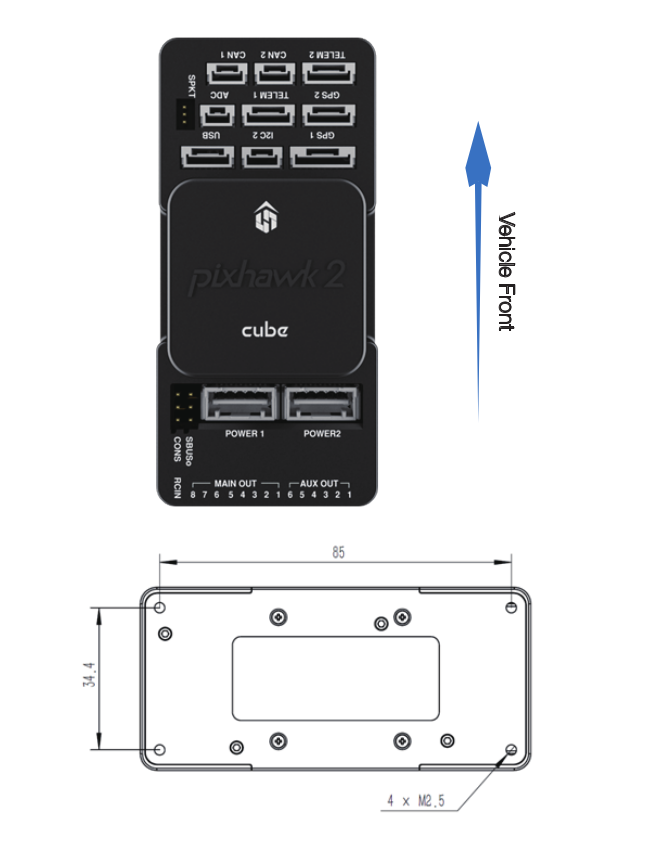 CAN 1 CAN 2 TELEM 2
SPKT ADC TELEM 1 GPS 2
USB I2C 2 GPS 1
pixhawk 2
cube
Vehicle Front
POWER 1 POWER2
CONS SBUSo
RCIN
MAIN OUT AUX OUT
8 7 6 5 4 3 2 1 6 5 4 3 2 1
85
34.4
4 × M2.5